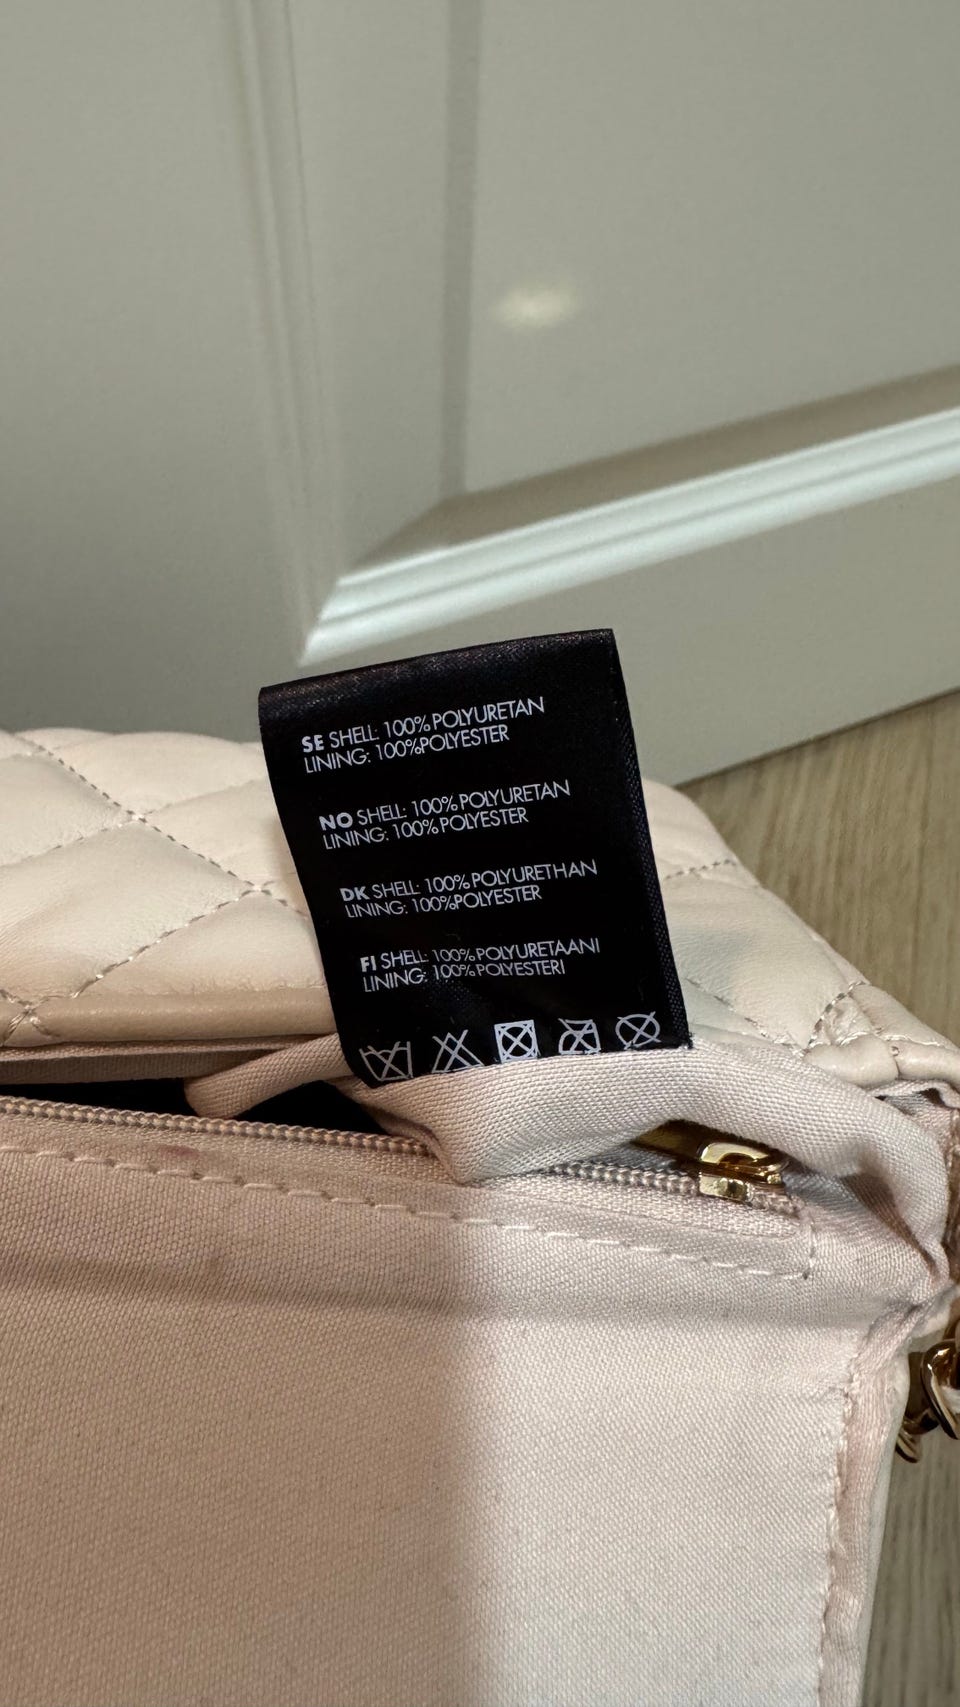 SE SHELL: 100% POLYURETAN
LINING: 100%POLYESTER
NO SHELL: 100% POLYURETAN
LINING: 100% POLYESTER
DK SHELL: 100% POLYURETHAN
LINING: 100%POLYESTER
FI SHELL: 100% POLYURETAANI
LINING: 100% POLYESTERI